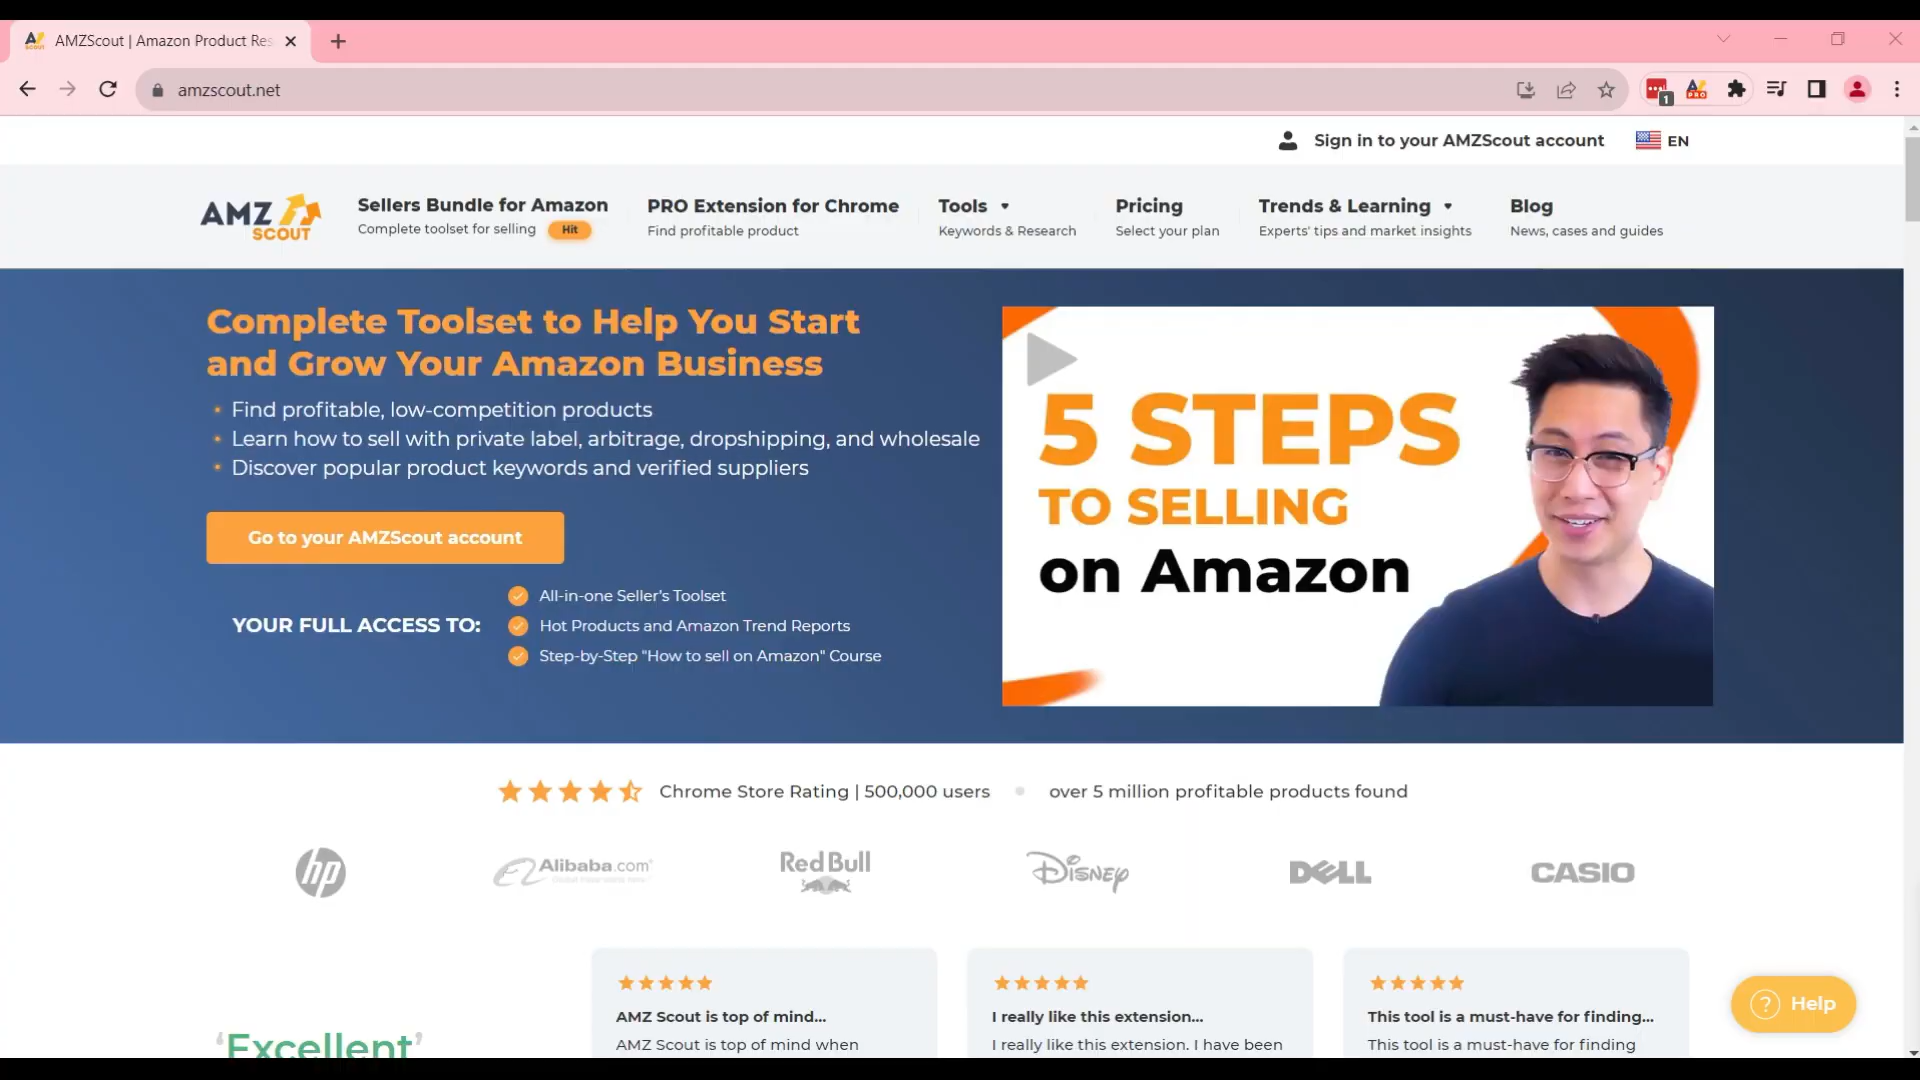 AMZScout | Amazon Product Res
amzscout.net
1
PRO
Sign in to your AMZScout account
EN
AMZ
SCOUT
Sellers Bundle for Amazon
Complete toolset for selling
Hit
PRO Extension for Chrome
Find profitable product
Tools
Keywords & Research
Pricing
Select your plan
Trends & Learning
Experts' tips and market insights
Blog
News, cases and guides
Complete Toolset to Help You Start
and Grow Your Amazon Business
• Find profitable, low-competition products
• Learn how to sell with private label, arbitrage, dropshipping, and wholesale
• Discover popular product keywords and verified suppliers
Go to your AMZScout account
YOUR FULL ACCESS TO:
All-in-one Seller's Toolset
Hot Products and Amazon Trend Reports
Step-by-Step "How to sell on Amazon" Course
5 STEPS
TO SELLING
on Amazon
Chrome Store Rating | 500,000 users
over 5 million profitable products found
hp
Alibaba.com
Red Bull
Disney
DELL
CASIO
'Excellent'
AMZ Scout is top of mind...
AMZ Scout is top of mind when
I really like this extension...
I really like this extension. I have been
This tool is a must-have for finding...
This tool is a must-have for finding
? Help